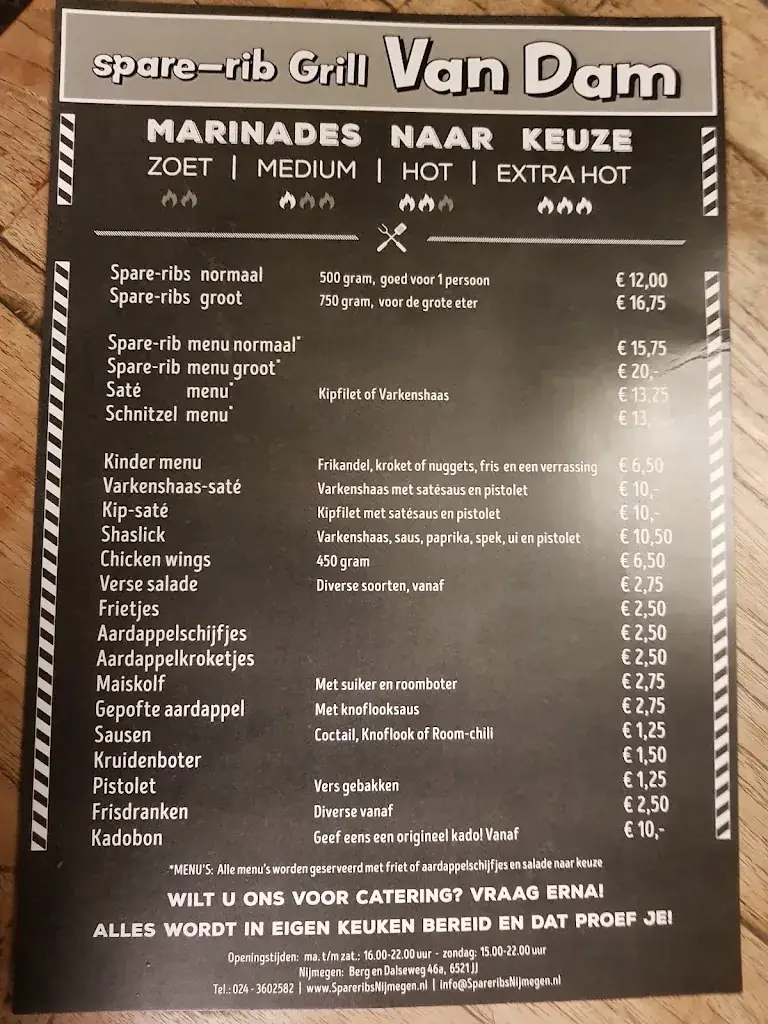 spare-rib Grill Van Dam
MARINADES NAAR KEUZE
ZOET | MEDIUM | HOT | EXTRA HOT
Spare-ribs normaal 500 gram, goed voor 1 persoon € 12,00
Spare-ribs groot 750 gram, voor de grote eter € 16,75
Spare-rib menu normaal* € 15,75
Spare-rib menu groot* € 20,-
Saté menu* Kipfilet of Varkenshaas € 13,25
Schnitzel menu* € 13,
Kinder menu Frikandel, kroket of nuggets, fris en een verrassing € 6,50
Varkenshaas-saté Varkenshaas met satésaus en pistolet € 10,-
Kip-saté Kipfilet met satésaus en pistolet € 10,-
Shaslick Varkenshaas, saus, paprika, spek, ui en pistolet € 10,50
Chicken wings 450 gram € 6,50
Verse salade Diverse soorten, vanaf € 2,75
Frietjes € 2,50
Aardappelschijfjes € 2,50
Aardappelkroketjes € 2,50
Maiskolf Met suiker en roomboter € 2,75
Gepofte aardappel Met knoflooksaus € 2,75
Sausen Coctail, Knoflook of Room-chili € 1,25
Kruidenboter € 1,50
Pistolet Vers gebakken € 1,25
Frisdranken Diverse vanaf € 2,50
Kadobon Geef eens een origineel kado! Vanaf € 10,-
*MENU'S: Alle menu's worden geserveerd met friet of aardappelschijfjes en salade naar keuze
WILT U ONS VOOR CATERING? VRAAG ERNA!
ALLES WORDT IN EIGEN KEUKEN BEREID EN DAT PROEF JE!
Openingstijden: ma. t/m zat.: 16.00-22.00 uur - zondag: 15.00-22.00 uur
Nijmegen: Berg en Dalseweg 46a, 6521 JJ
Tel.: 024 - 3602582 | www.SpareribsNijmegen.nl | info@SpareribsNijmegen.nl